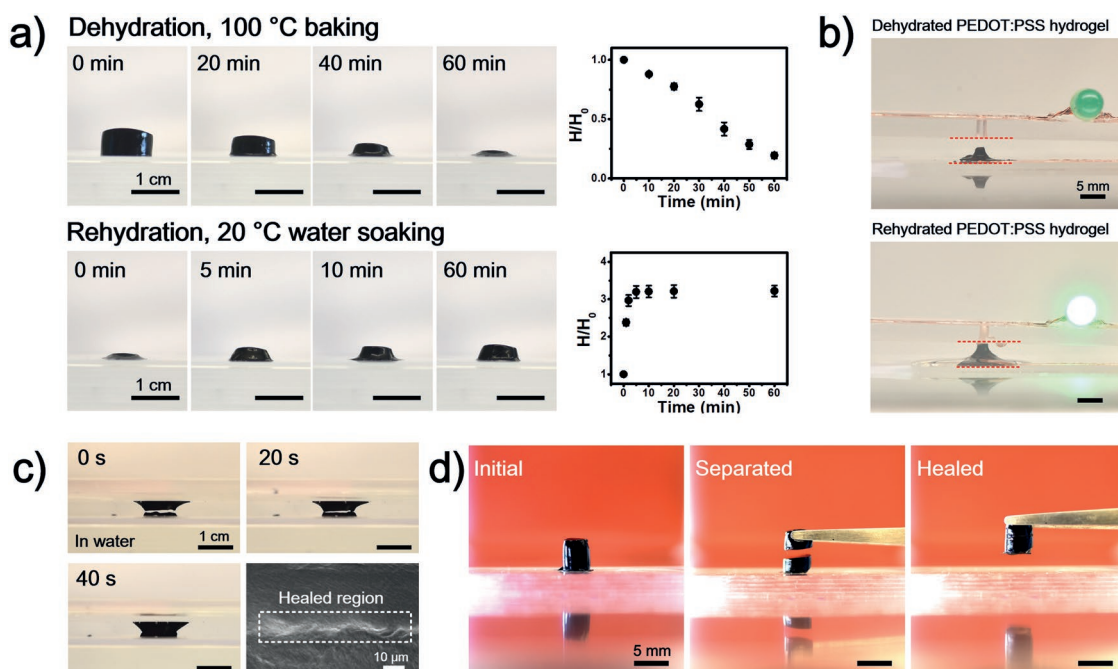 a)
Dehydration, 100 °C baking
0 min
20 min
40 min
60 min
1 cm
H/H0
1.0
0.5
0.0
0 10 20 30 40 50 60
Time (min)
Rehydration, 20 °C water soaking
0 min
5 min
10 min
60 min
1 cm
H/H0
4
3
2
1
0 20 40 60
Time (min)
b)
Dehydrated PEDOT:PSS hydrogel
5 mm
Rehydrated PEDOT:PSS hydrogel
c)
0 s
In water
1 cm
20 s
40 s
Healed region
10 µm
d)
Initial
5 mm
Separated
Healed